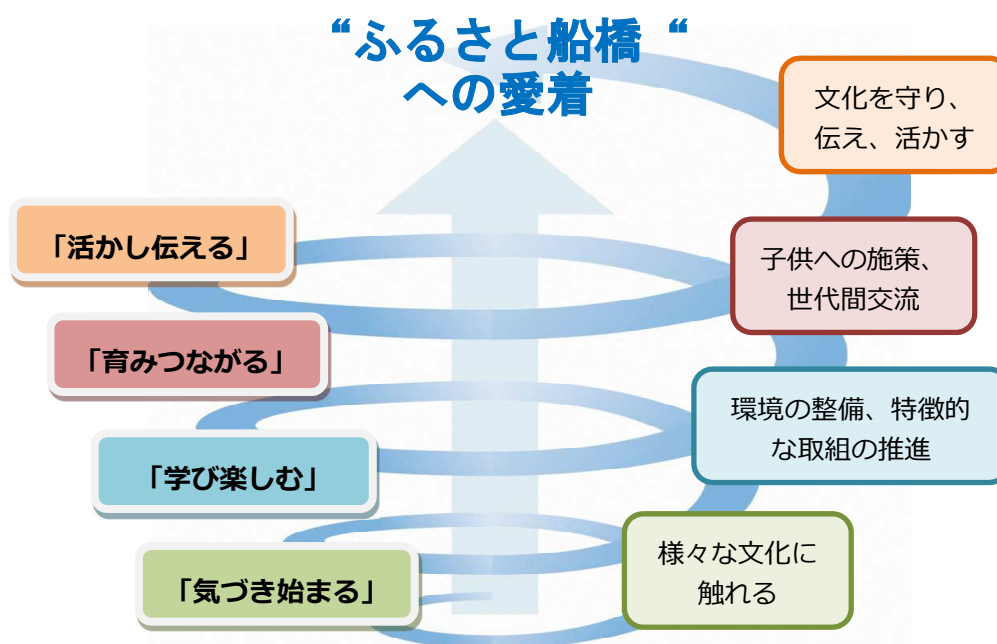 “ふるさと船橋“
への愛着
文化を守り、
伝え、活かす
「活かし伝える」
子供への施策、
世代間交流
「育みつながる」
環境の整備、特徴的
な取組の推進
「学び楽しむ」
様々な文化に
触れる
「気づき始まる」